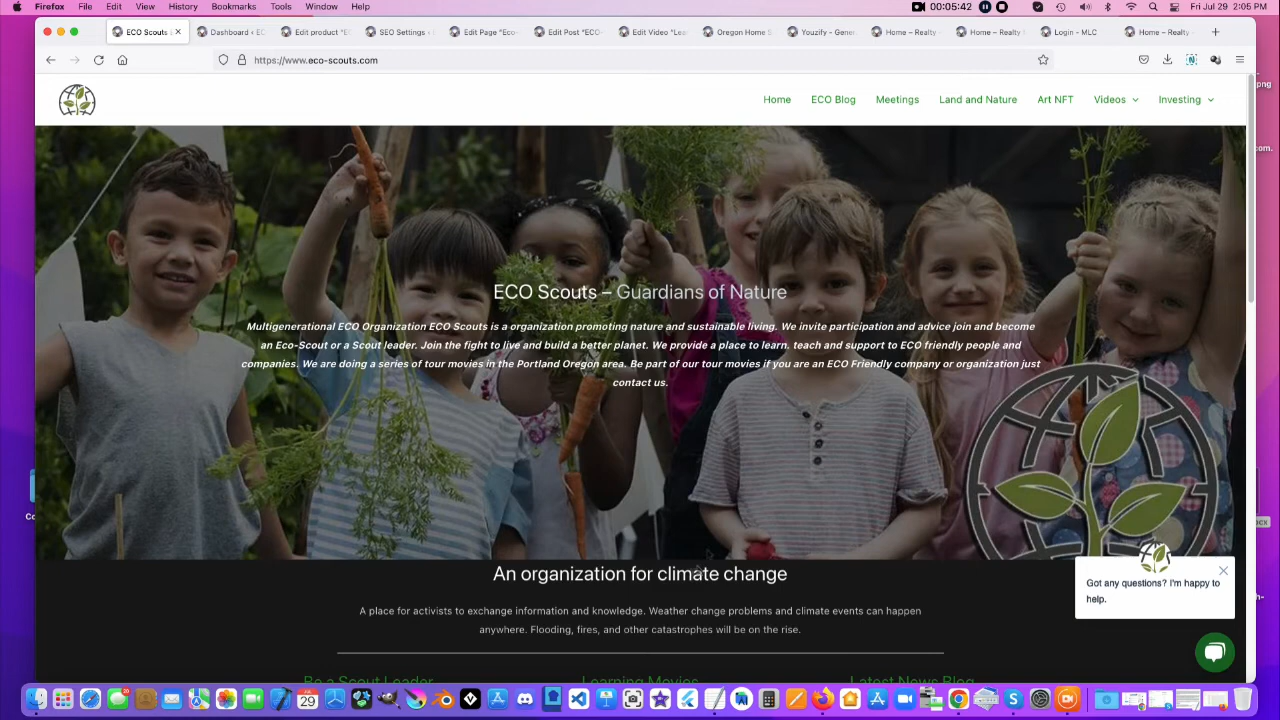 Firefox File Edit View History Bookmarks Tools Window Help 00:05:42 Fri Jul 29 2:05 PM
ECO Scouts Dashboard ‹ EC Edit product "E SEO Settings ‹ Edit Page "Eco- Edit Post "ECO- Edit Video "Lea Oregon Home S Youzify - Gener Home – Realty Home – Realty Login - MLC Home – Realty
https://www.eco-scouts.com
png
com.
Home ECO Blog Meetings Land and Nature Art NFT Videos Investing
ECO Scouts – Guardians of Nature
Multigenerational ECO Organization ECO Scouts is a organization promoting nature and sustainable living. We invite participation and advice join and become
an Eco-Scout or a Scout leader. Join the fight to live and build a better planet. We provide a place to learn, teach and support to ECO friendly people and
companies. We are doing a series of tour movies in the Portland Oregon area. Be part of our tour movies if you are an ECO Friendly company or organization just
contact us.
An organization for climate change
A place for activists to exchange information and knowledge. Weather change problems and climate events can happen
anywhere. Flooding, fires, and other catastrophes will be on the rise.
Got any questions? I'm happy to
help.
Be a Scout Leader Learning Movies Latest News Blog